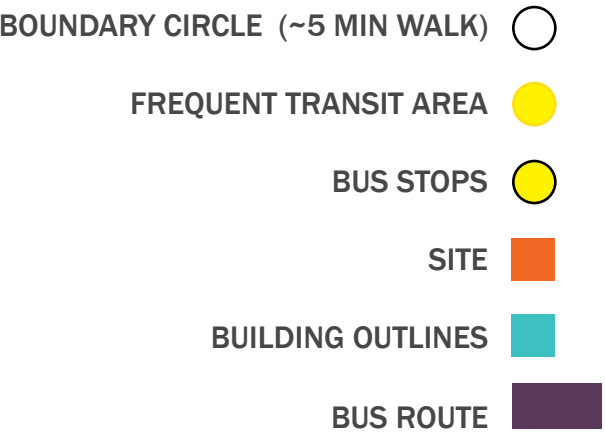 BOUNDARY CIRCLE (~5 MIN WALK)
FREQUENT TRANSIT AREA
BUS STOPS
SITE
BUILDING OUTLINES
BUS ROUTE